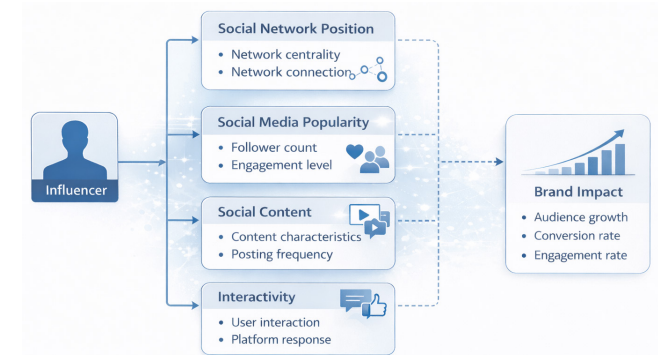 Social Network Position
• Network centrality
• Network connection
Social Media Popularity
• Follower count
• Engagement level
Influencer
Social Content
• Content characteristics
• Posting frequency
Interactivity
• User interaction
• Platform response
Brand Impact
• Audience growth
• Conversion rate
• Engagement rate